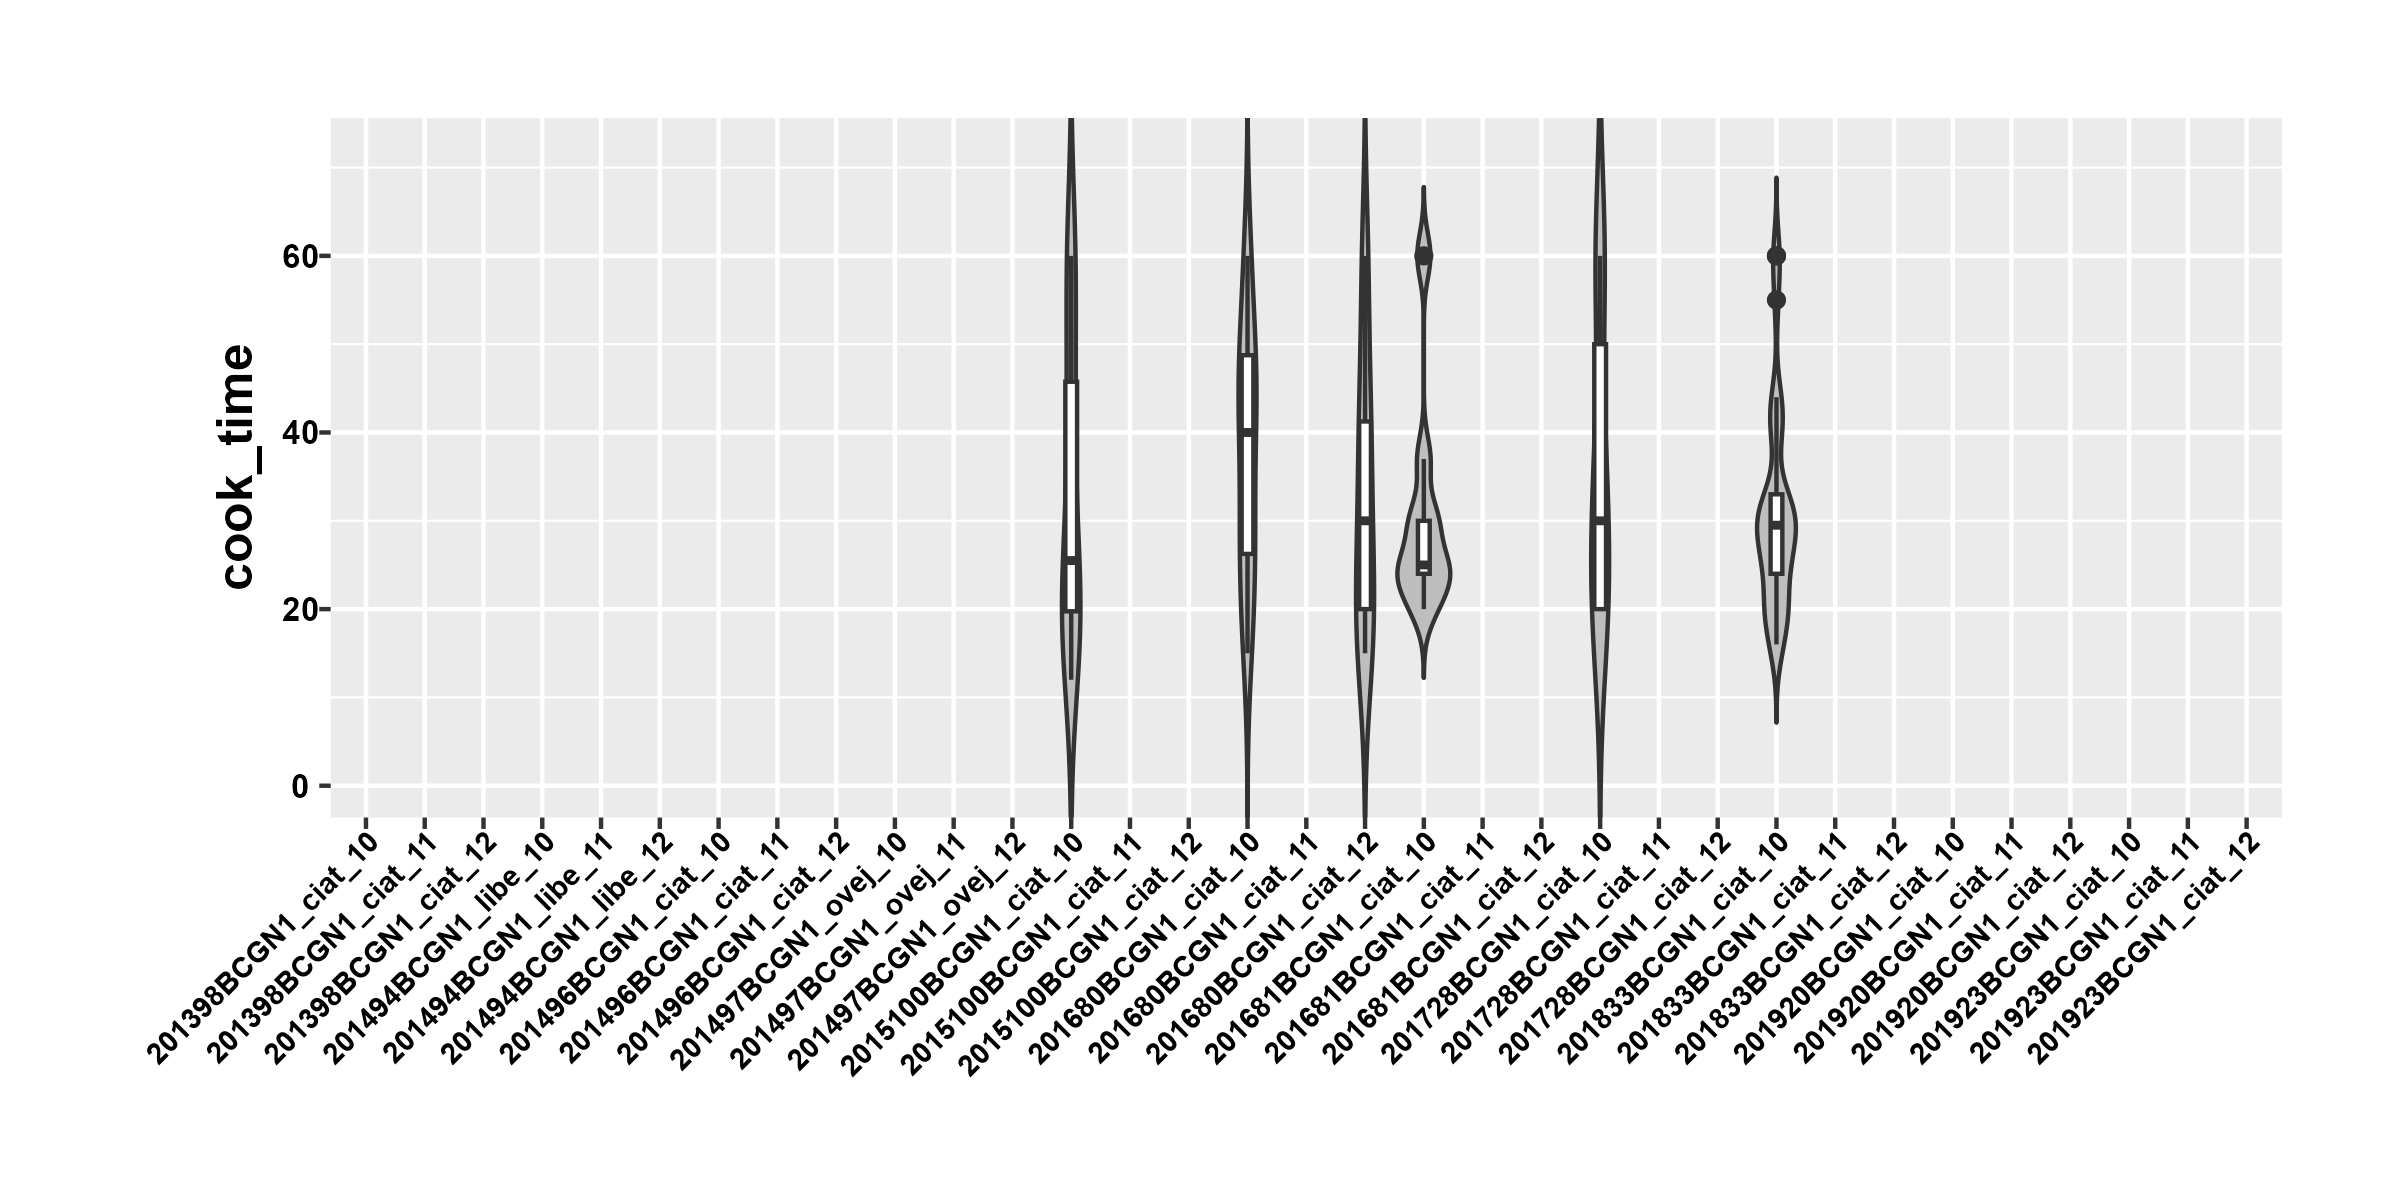 cook_time
60
40
20
0
201398BCGN1_ciat_10
201398BCGN1_ciat_11
201398BCGN1_ciat_12
201494BCGN1_libe_10
201494BCGN1_libe_11
201494BCGN1_libe_12
201496BCGN1_ciat_10
201496BCGN1_ciat_11
201496BCGN1_ciat_12
201497BCGN1_ovej_10
201497BCGN1_ovej_11
201497BCGN1_ovej_12
2015100BCGN1_ciat_10
2015100BCGN1_ciat_11
2015100BCGN1_ciat_12
201680BCGN1_ciat_10
201680BCGN1_ciat_11
201680BCGN1_ciat_12
201681BCGN1_ciat_10
201681BCGN1_ciat_11
201681BCGN1_ciat_12
201728BCGN1_ciat_10
201728BCGN1_ciat_11
201728BCGN1_ciat_12
201833BCGN1_ciat_10
201833BCGN1_ciat_11
201833BCGN1_ciat_12
201920BCGN1_ciat_10
201920BCGN1_ciat_11
201920BCGN1_ciat_12
201923BCGN1_ciat_10
201923BCGN1_ciat_11
201923BCGN1_ciat_12